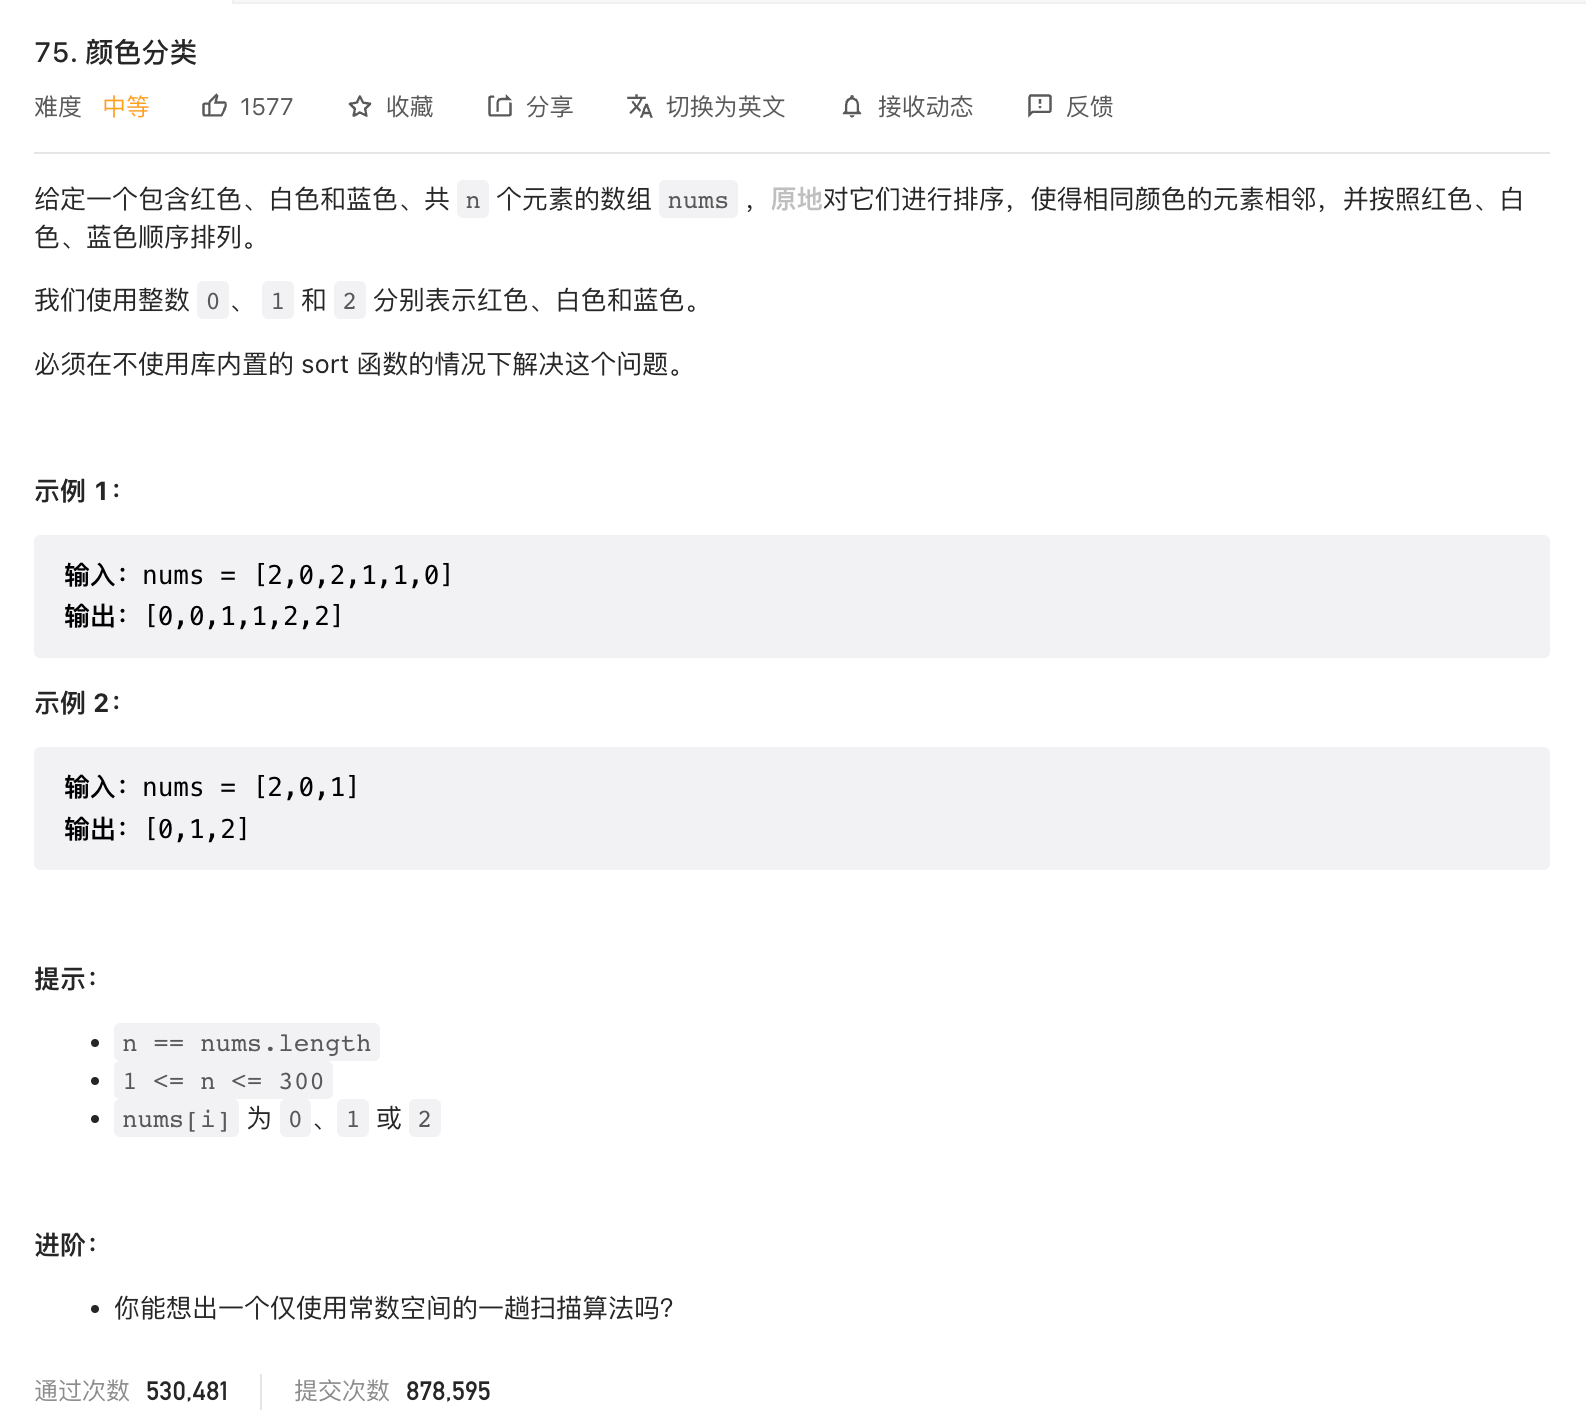 75. 颜色分类
难度 中等 1577 收藏 分享 切换为英文 接收动态 反馈
给定一个包含红色、白色和蓝色、共 n 个元素的数组 nums ，原地对它们进行排序，使得相同颜色的元素相邻，并按照红色、白
色、蓝色顺序排列。
我们使用整数 0 、 1 和 2 分别表示红色、白色和蓝色。
必须在不使用库内置的 sort 函数的情况下解决这个问题。
示例 1：
输入：nums = [2,0,2,1,1,0]
输出：[0,0,1,1,2,2]
示例 2：
输入：nums = [2,0,1]
输出：[0,1,2]
提示：
• n == nums.length
• 1 <= n <= 300
• nums[i] 为 0 、1 或 2
进阶：
• 你能想出一个仅使用常数空间的一趟扫描算法吗？
通过次数 530,481 提交次数 878,595